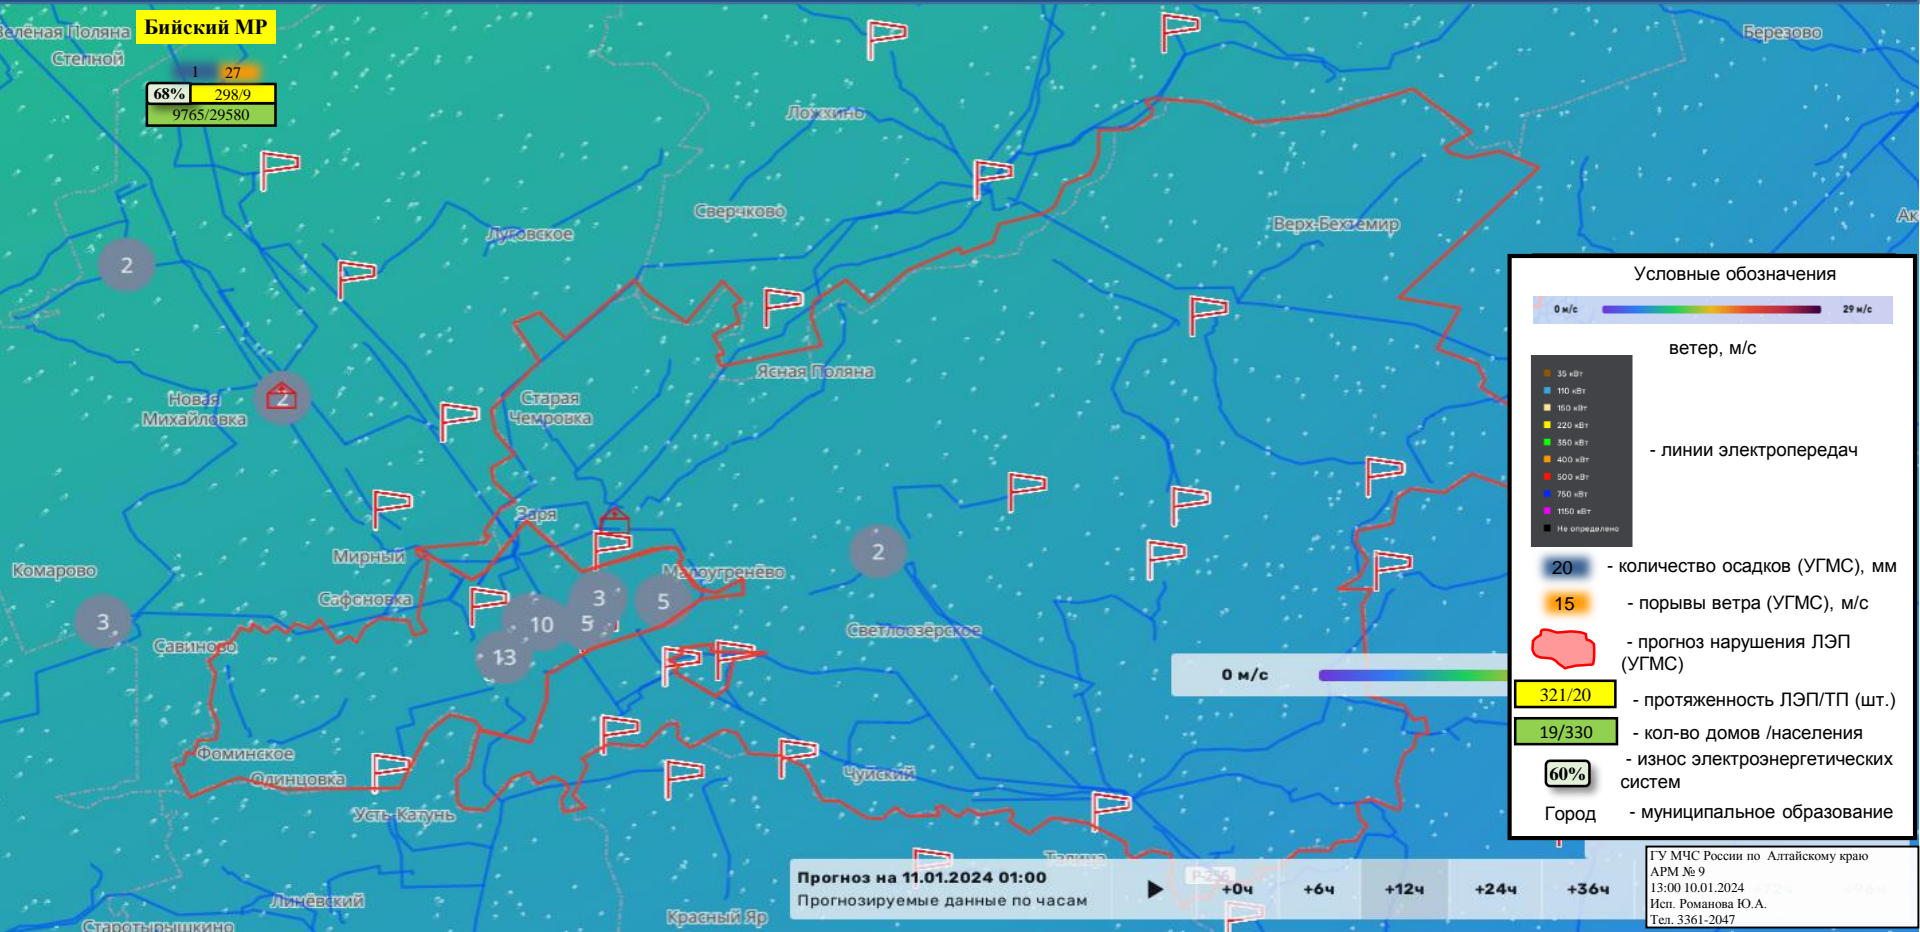 Зелёная Поляна
Степной
Бийский МР
1 27
68% 298/9
9765/29580
Березово
Ложкино
Сверчково
Луговское
Верх-Бехтемир
Ак
2
Новая
Михайловка
2
Старая
Чемровка
Ясная Поляна
Заря
Мирный
Комарово
Сафоновка
Малоугренёво
2
3
3
5
10
5
13
Савиново
Светлоозёрское
0 м/с
Фоминское
Одинцовка
Усть-Катунь
Чуйский
Талица
Линёвский
Старотырышкино
Красный Яр
Р-256
Прогноз на 11.01.2024 01:00
Прогнозируемые данные по часам
+0ч +6ч +12ч +24ч +36ч
Условные обозначения
0 м/с 29 м/с
ветер, м/с
35 кВт
110 кВт
150 кВт
220 кВт
350 кВт
400 кВт
500 кВт
750 кВт
1150 кВт
Не определено
- линии электропередач
20 - количество осадков (УГМС), мм
15 - порывы ветра (УГМС), м/с
- прогноз нарушения ЛЭП
(УГМС)
321/20 - протяженность ЛЭП/ТП (шт.)
19/330 - кол-во домов /населения
60% - износ электроэнергетических
систем
Город - муниципальное образование
ГУ МЧС России по Алтайскому краю
АРМ № 9
13:00 10.01.2024
Исп. Романова Ю.А.
Тел. 3361-2047